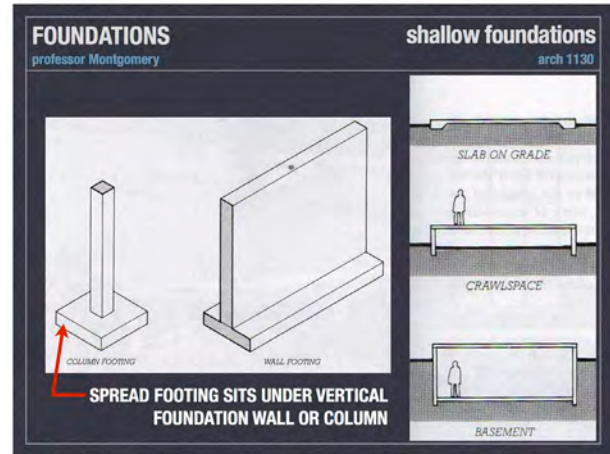 FOUNDATIONS
professor Montgomery
shallow foundations
arch 1130
COLUMN FOOTING
WALL FOOTING
SPREAD FOOTING SITS UNDER VERTICAL
FOUNDATION WALL OR COLUMN
SLAB ON GRADE
CRAWLSPACE
BASEMENT